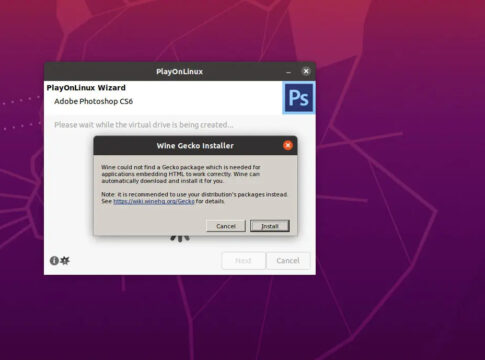 PlayOnLinux
PlayOnLinux Wizard
Adobe Photoshop CS6
Ps
Please wait while the virtual drive is being created...
Wine Gecko Installer
Wine could not find a Gecko package which is needed for
applications embedding HTML to work correctly. Wine can
automatically download and install it for you.
Note: it is recommended to use your distribution's packages instead.
See https://wiki.winehq.org/Gecko for details.
Cancel
Install
Next
Cancel